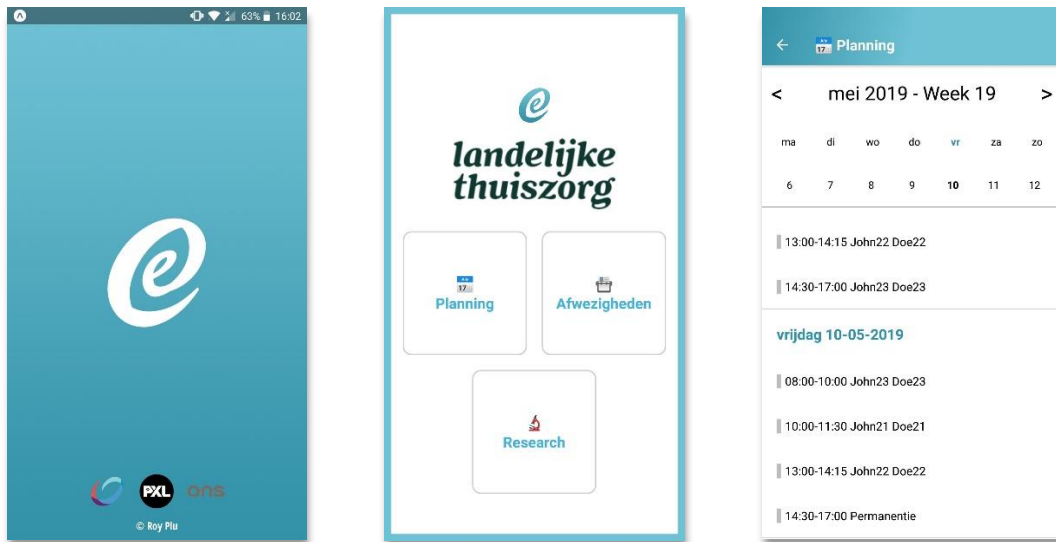 63% 16:02
e
PXL ans
© Roy Plu
e
landelijke
thuiszorg
17
Planning
Afwezigheden
Research
← 17 Planning
< mei 2019 - Week 19 >
ma di wo do vr za zo
6 7 8 9 10 11 12
13:00-14:15 John22 Doe22
14:30-17:00 John23 Doe23
vrijdag 10-05-2019
08:00-10:00 John23 Doe23
10:00-11:30 John21 Doe21
13:00-14:15 John22 Doe22
14:30-17:00 Permanentie